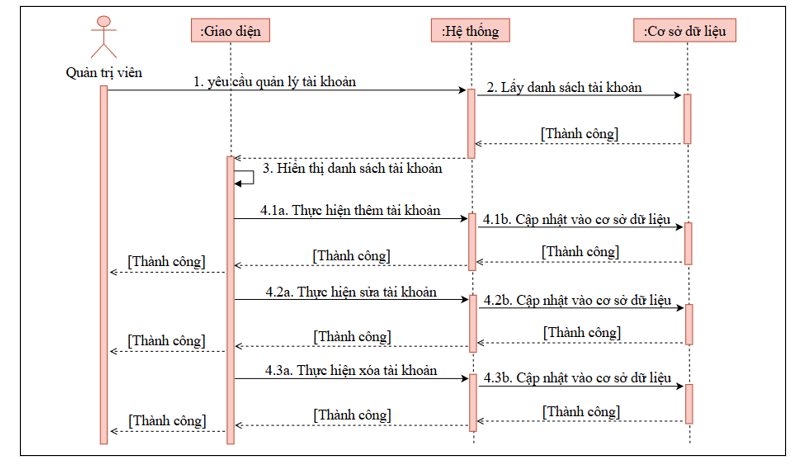 :Giao diện
:Hệ thống
:Cơ sở dữ liệu
Quản trị viên
1. yêu cầu quản lý tài khoản
2. Lấy danh sách tài khoản
[Thành công]
3. Hiển thị danh sách tài khoản
4.1a. Thực hiện thêm tài khoản
4.1b. Cập nhật vào cơ sở dữ liệu
[Thành công]
[Thành công]
[Thành công]
4.2a. Thực hiện sửa tài khoản
4.2b. Cập nhật vào cơ sở dữ liệu
[Thành công]
[Thành công]
[Thành công]
4.3a. Thực hiện xóa tài khoản
4.3b. Cập nhật vào cơ sở dữ liệu
[Thành công]
[Thành công]
[Thành công]